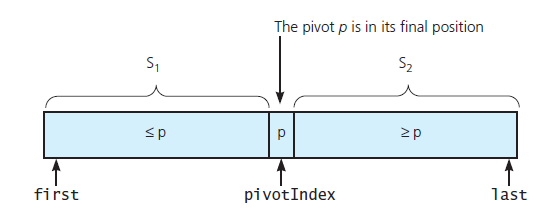 The pivot p is in its final position
S1 S2
≤ p p ≥ p
first pivotIndex last